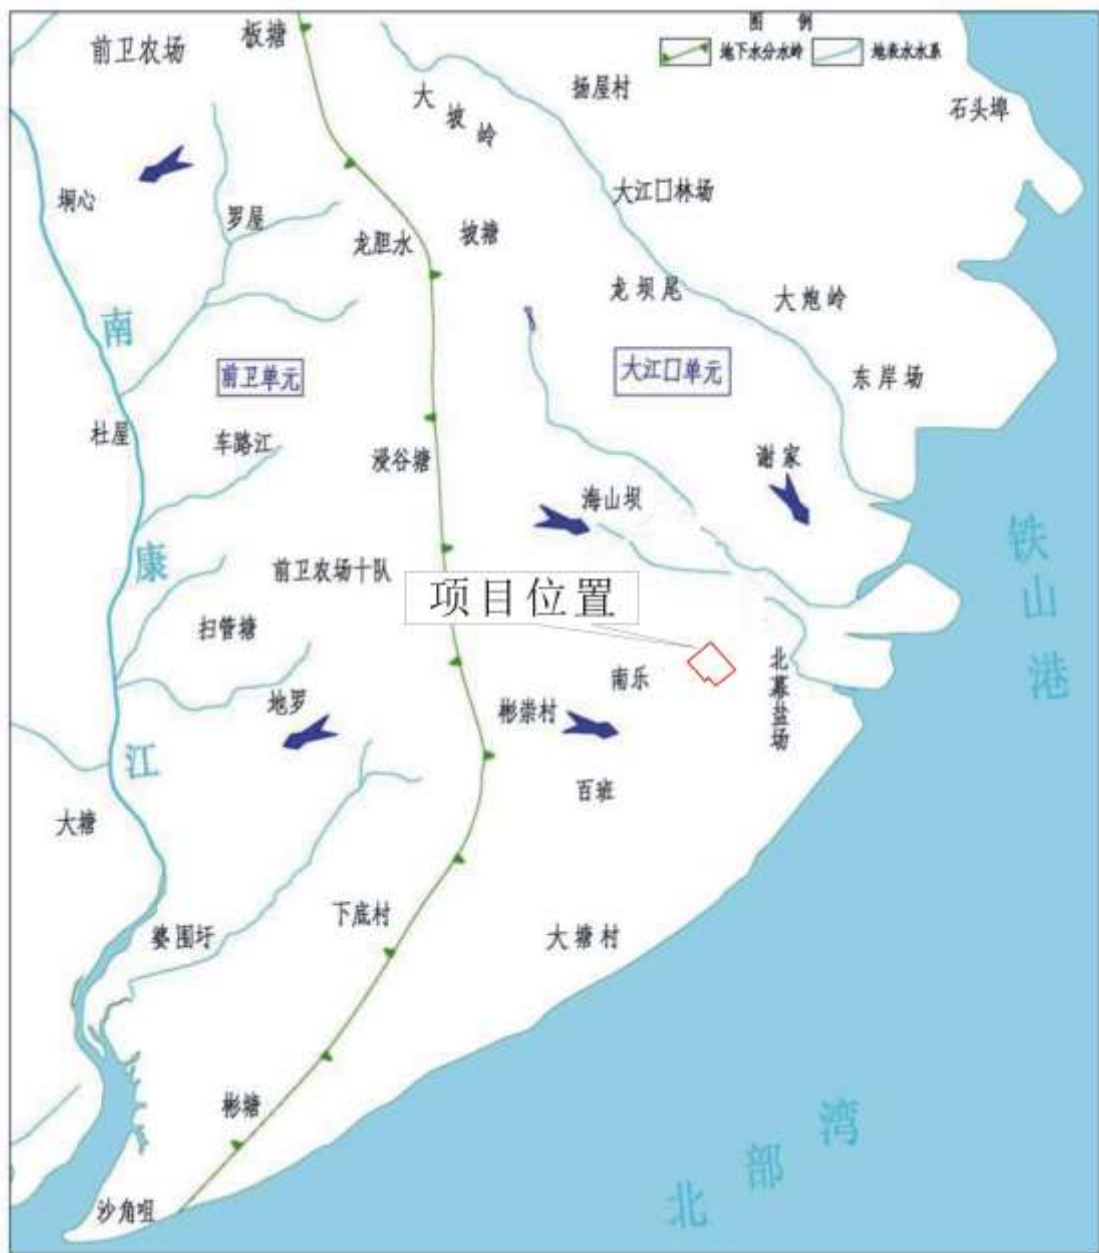 图 例
地下水分水岭
地表水水系
前卫农场
板塘
大坡岭
扬屋村
石头埠
垌心
罗屋
龙胆水
坡塘
大江口林场
龙坝尾
大炮岭
南康江
前卫单元
大江口单元
东岸场
杜屋
车路江
浸谷塘
海山坝
谢家
铁山港
前卫农场十队
项目位置
扫管塘
地罗
南乐
彬崇村
北暮盐场
百班
大塘
婆围圩
下底村
大塘村
彬塘
沙角咀
北部湾